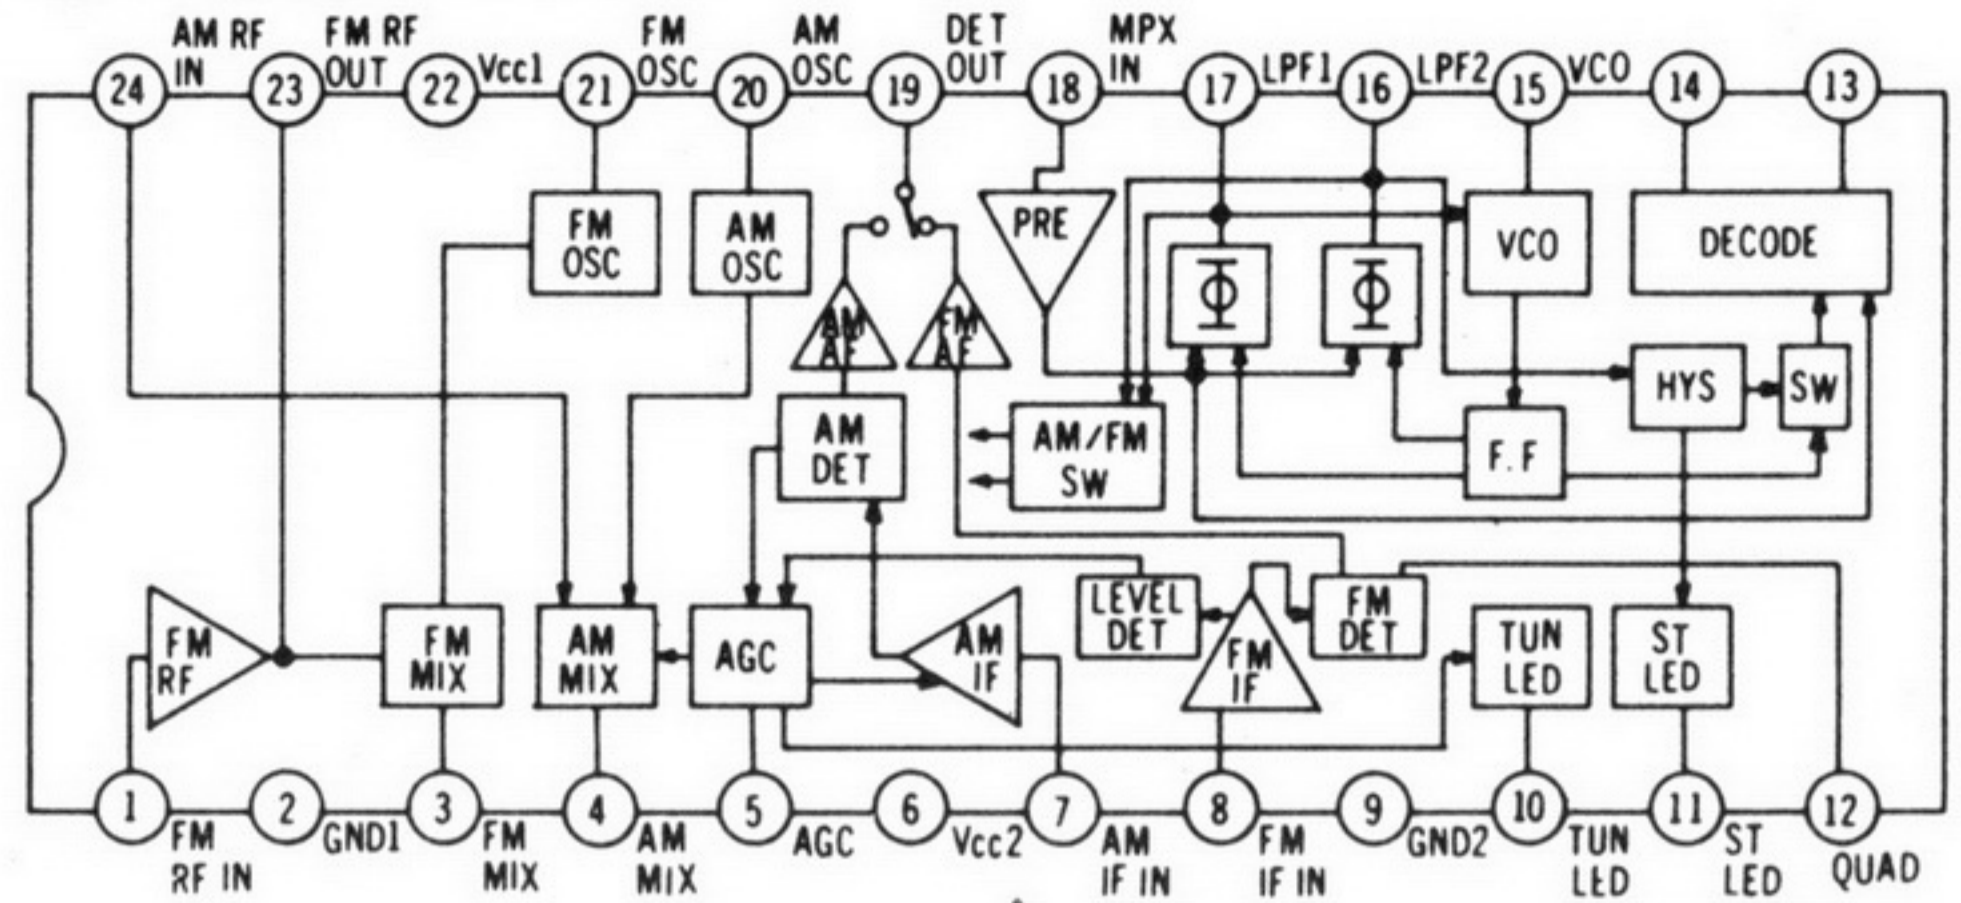 AM RF
IN
FM RF
OUT
Vcc1
FM
OSC
AM
OSC
DET
OUT
MPX
IN
LPF1
LPF2
VCO
24
23
22
21
20
19
18
17
16
15
14
13
FM
OSC
AM
OSC
PRE
Φ
Φ
VCO
DECODE
AM
AF
FM
AF
AM
DET
AM/FM
SW
F.F
HYS
SW
FM
RF
FM
MIX
AM
MIX
AGC
AM
IF
LEVEL
DET
FM
IF
FM
DET
TUN
LED
ST
LED
1
2
3
4
5
6
7
8
9
10
11
12
FM
RF IN
GND1
FM
MIX
AM
MIX
AGC
Vcc2
AM
IF IN
FM
IF IN
GND2
TUN
LED
ST
LED
QUAD